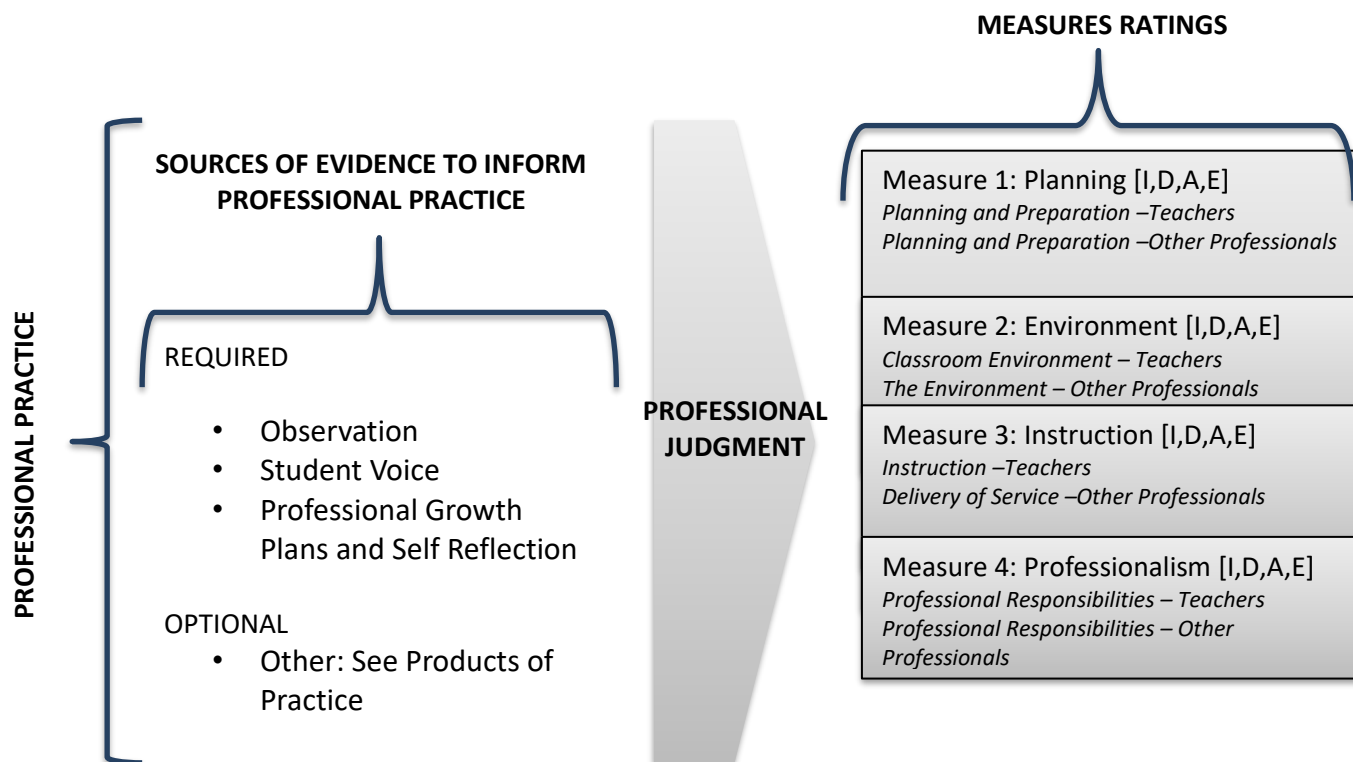 MEASURES RATINGS
PROFESSIONAL PRACTICE
SOURCES OF EVIDENCE TO INFORM
PROFESSIONAL PRACTICE
REQUIRED
• Observation
• Student Voice
• Professional Growth
Plans and Self Reflection
OPTIONAL
• Other: See Products of
Practice
PROFESSIONAL
JUDGMENT
Measure 1: Planning [I,D,A,E]
Planning and Preparation –Teachers
Planning and Preparation –Other Professionals
Measure 2: Environment [I,D,A,E]
Classroom Environment – Teachers
The Environment – Other Professionals
Measure 3: Instruction [I,D,A,E]
Instruction –Teachers
Delivery of Service –Other Professionals
Measure 4: Professionalism [I,D,A,E]
Professional Responsibilities – Teachers
Professional Responsibilities – Other
Professionals